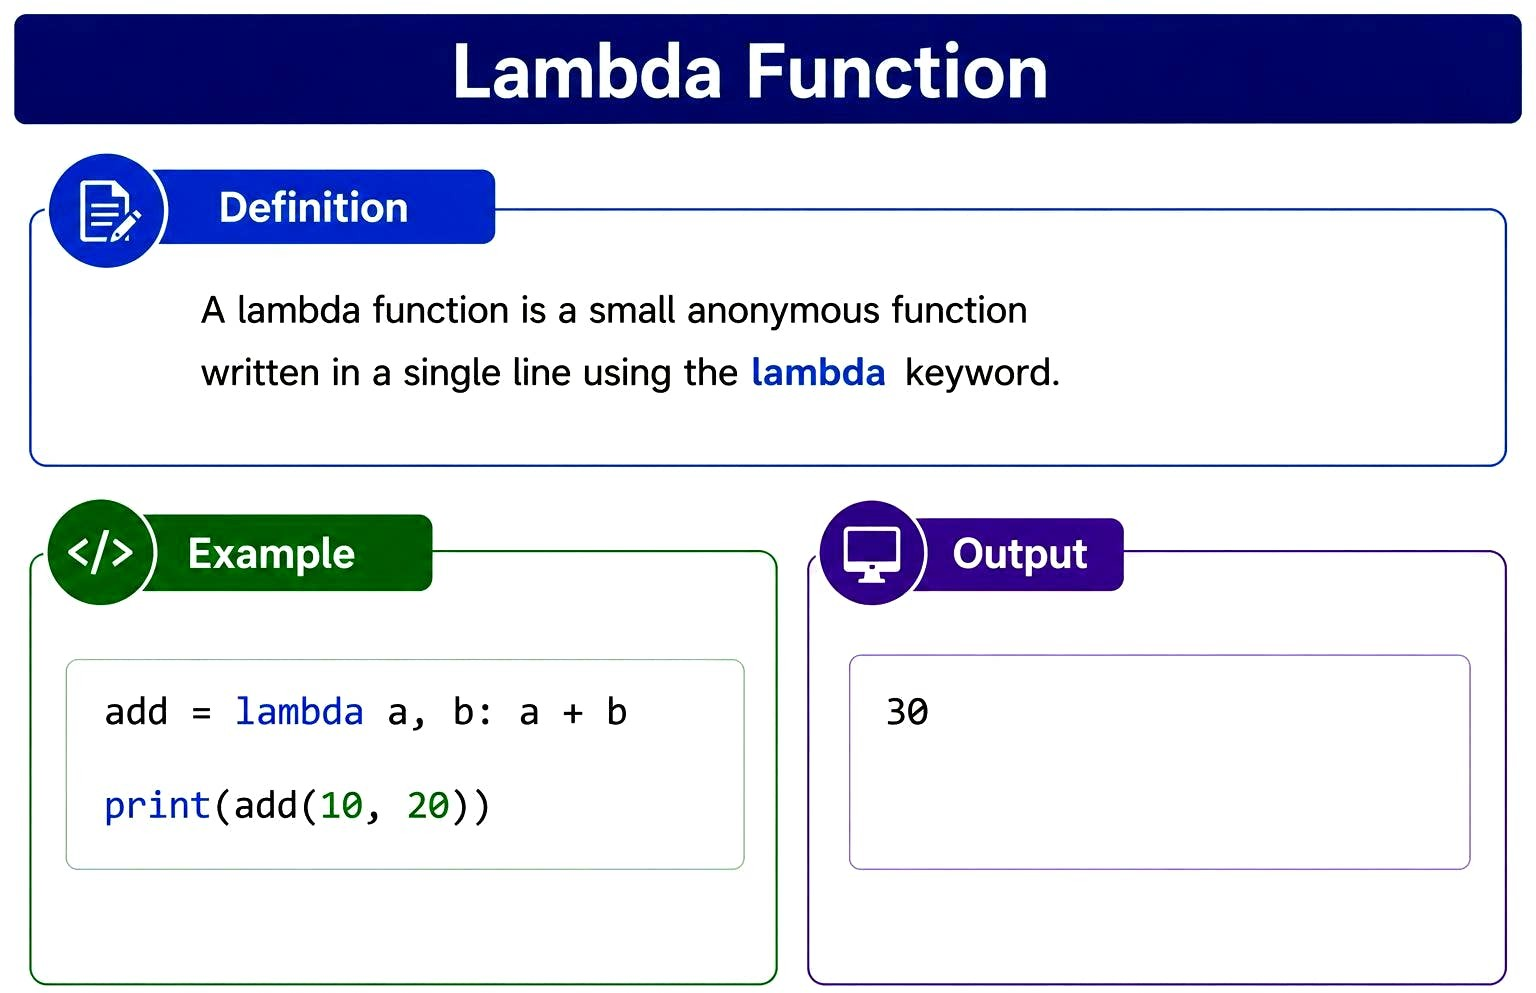 Lambda Function
Definition
A lambda function is a small anonymous function
written in a single line using the lambda keyword.
Example
add = lambda a, b: a + b
print(add(10, 20))
Output
30